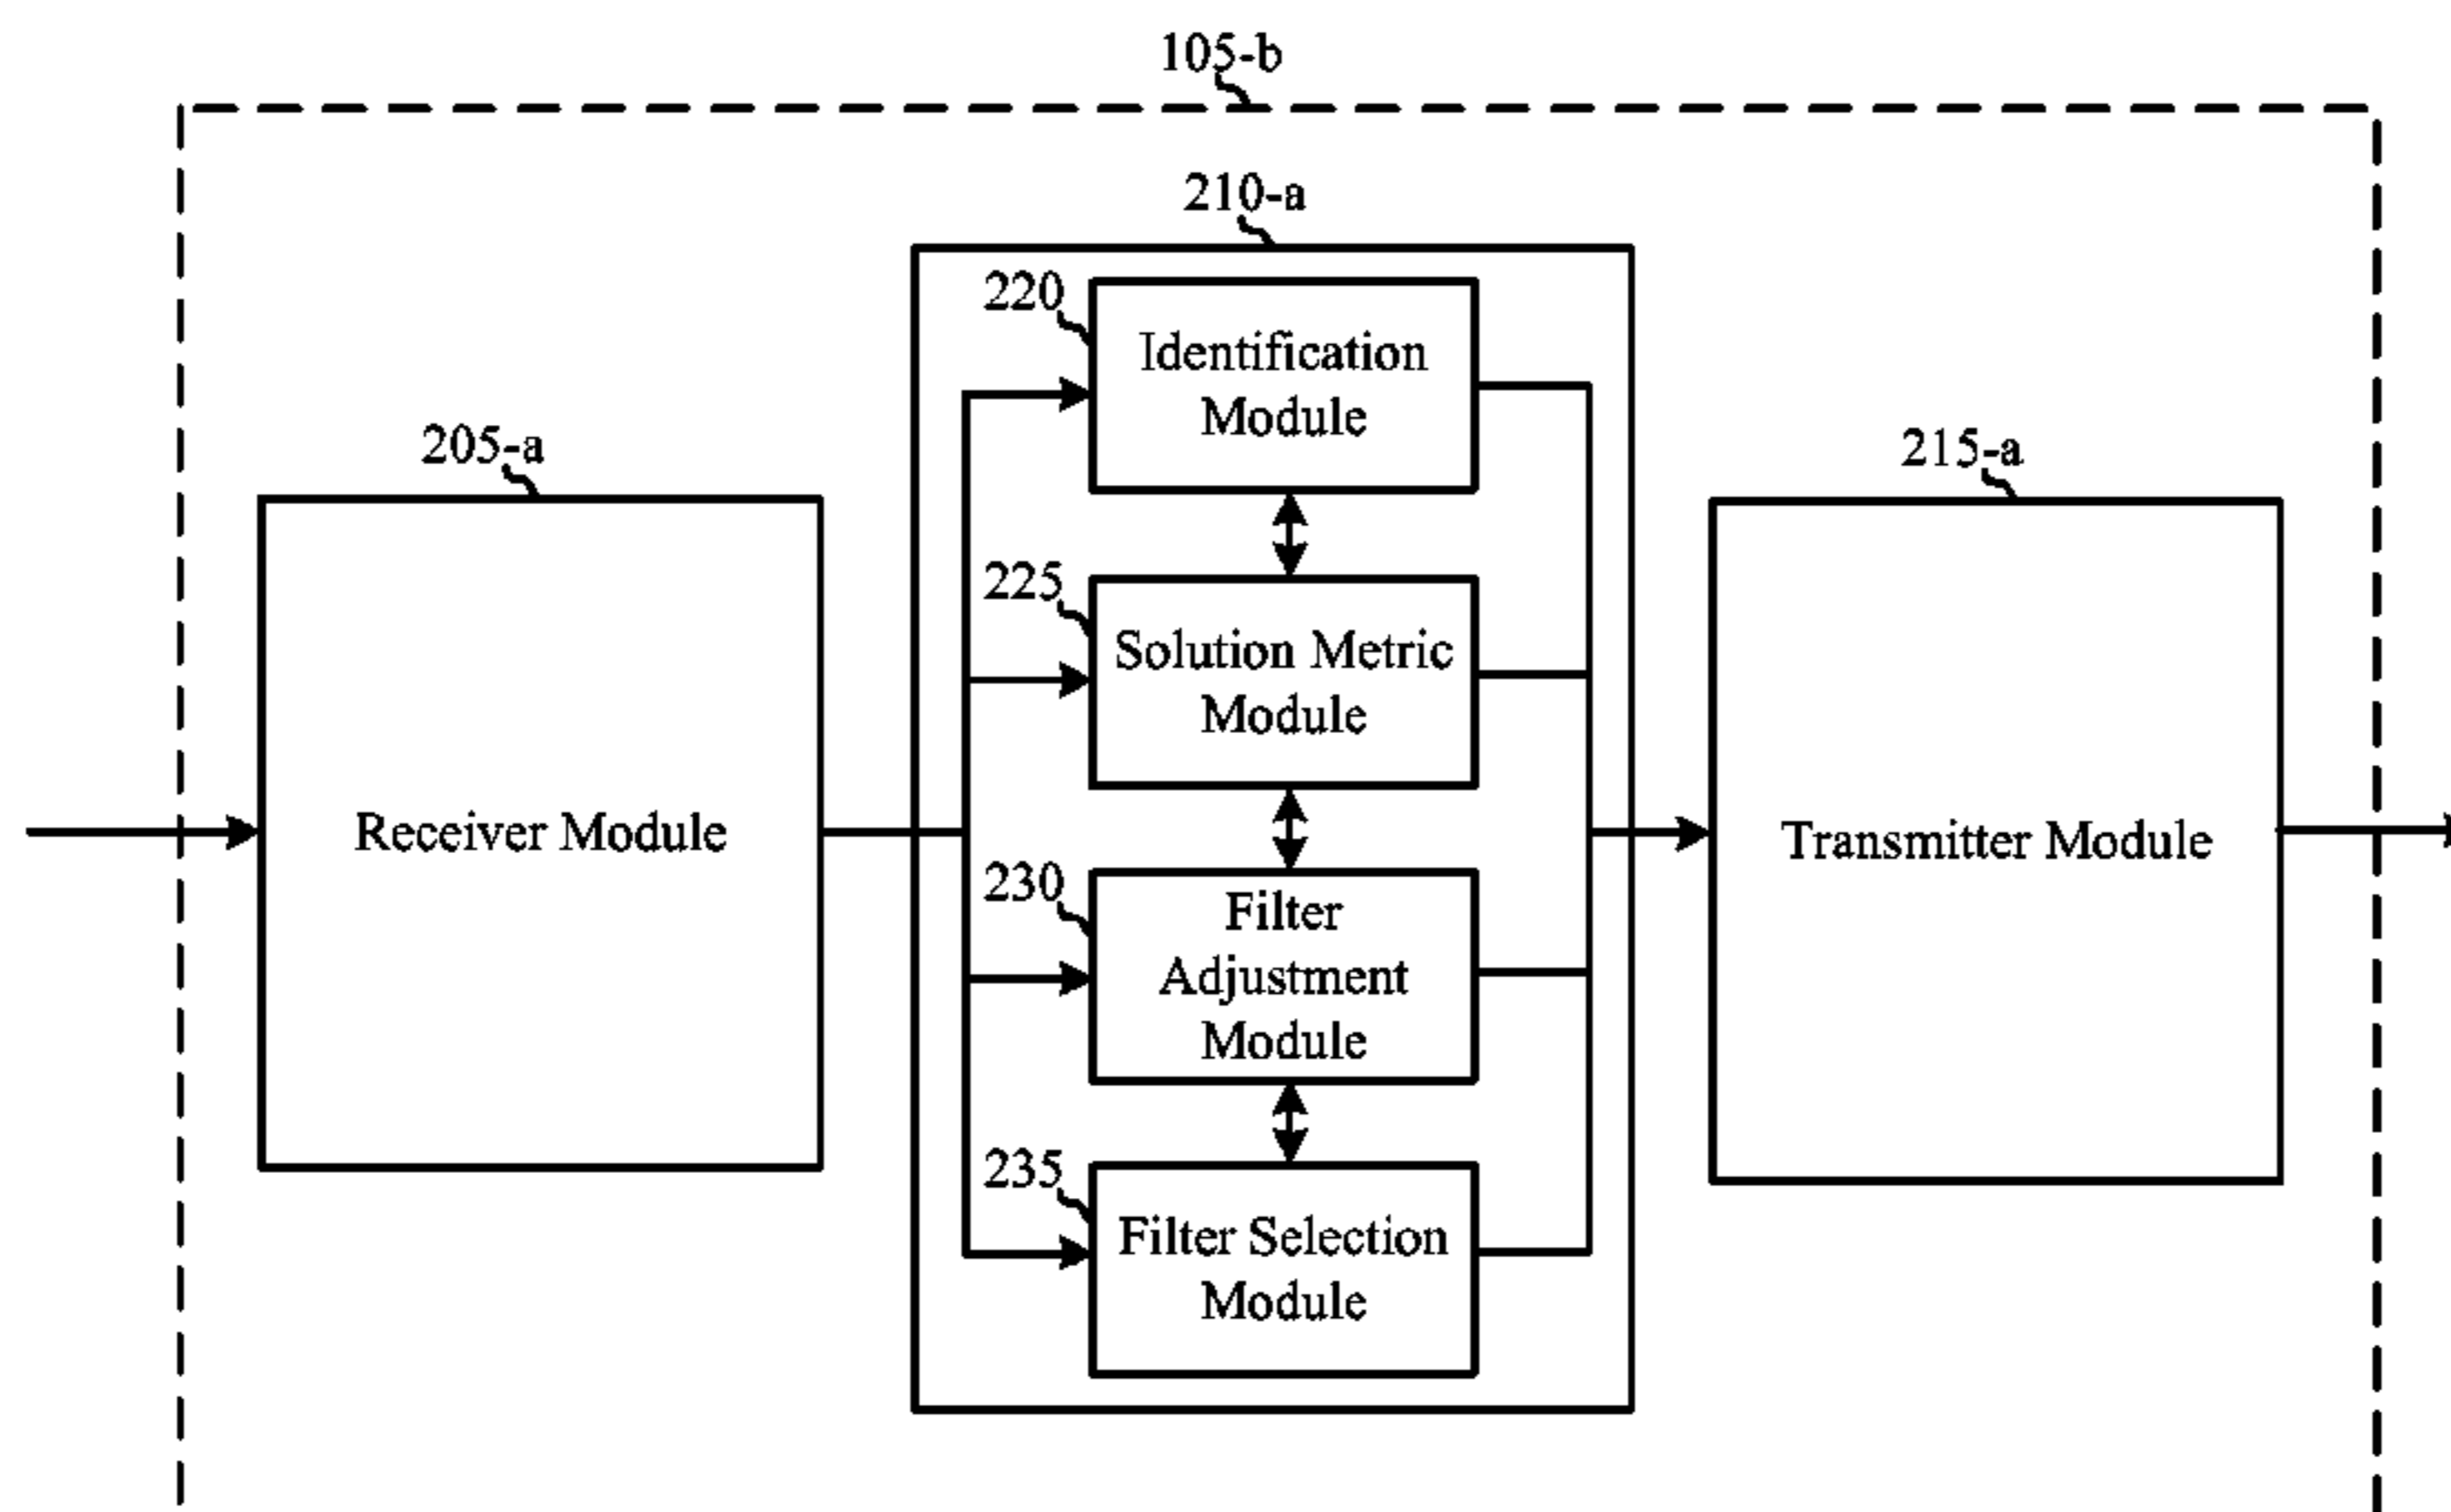 105-b
210-a
220
Identification
Module
205-a
215-a
225
Solution Metric
Module
Receiver Module
Transmitter Module
230
Filter
Adjustment
Module
235
Filter Selection
Module